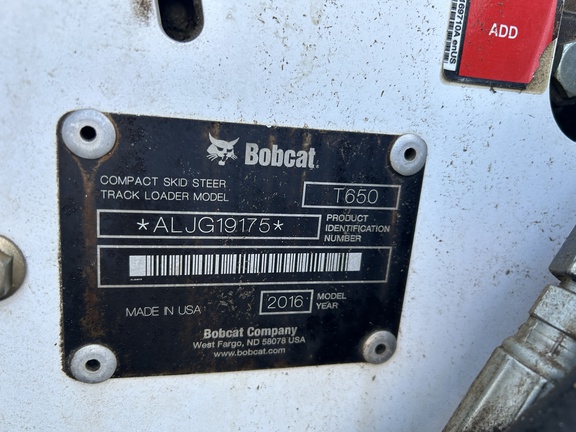 ADD
Bobcat.
COMPACT SKID STEER
TRACK LOADER MODEL
T650
*ALJG19175*
PRODUCT
IDENTIFICATION
NUMBER
MADE IN USA
2016
MODEL
YEAR
Bobcat Company
West Fargo, ND 58078 USA
www.bobcat.com